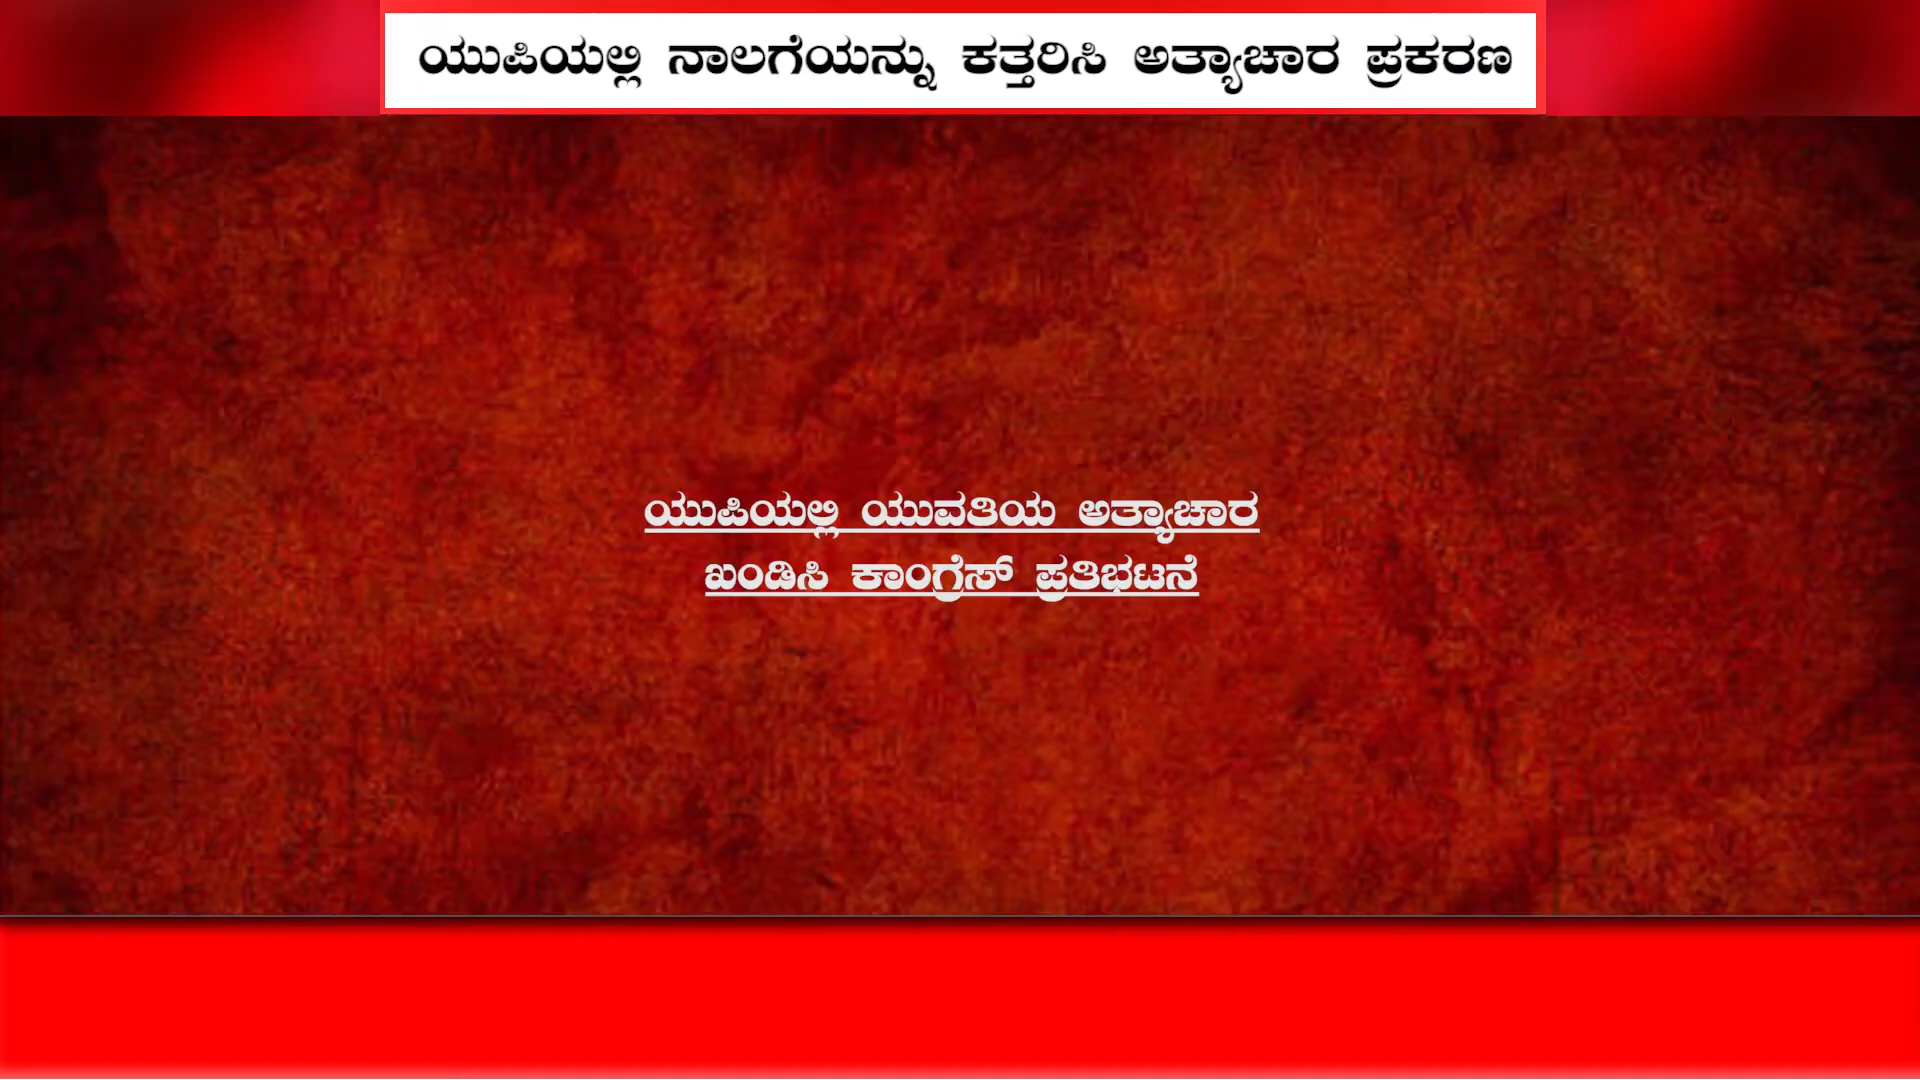 ಯುಪಿಯಲ್ಲಿ ನಾಲಗೆಯನ್ನು ಕತ್ತರಿಸಿ ಅತ್ಯಾಚಾರ ಪ್ರಕರಣ
ಯುಪಿಯಲ್ಲಿ ಯುವತಿಯ ಅತ್ಯಾಚಾರ
ಖಂಡಿಸಿ ಕಾಂಗ್ರೆಸ್ ಪ್ರತಿಭಟನೆ